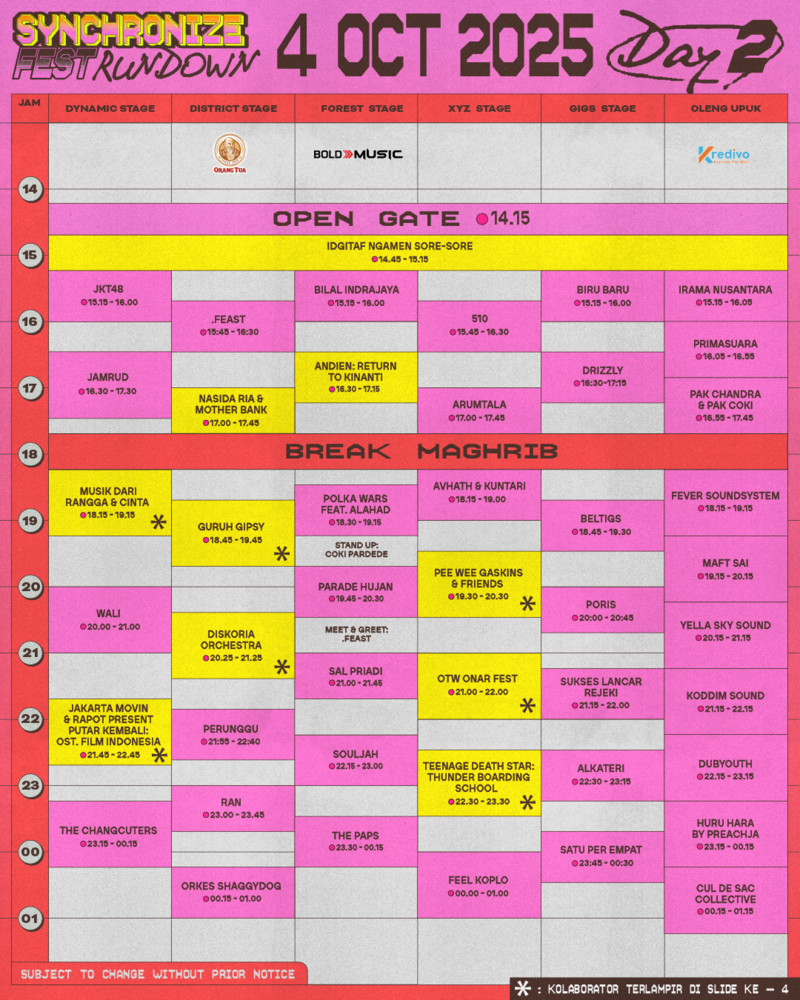 SYNCHRONIZE
FEST RUNDOWN
4 OCT 2025
Day 2
JAM
DYNAMIC STAGE
DISTRICT STAGE
FOREST STAGE
XYZ STAGE
GIGS STAGE
OLENG UPUK
ORANG TUA
BOLD MUSIC
Kredivo
14
OPEN GATE 14.15
15
IDGITAF NGAMEN SORE-SORE
14.45 - 15.15
JKT48
15.15 - 16.00
BILAL INDRAJAYA
15.15 - 16.00
BIRU BARU
15.15 - 16.00
IRAMA NUSANTARA
15.15 - 16.05
16
.FEAST
15:45 - 16:30
510
15.45 - 16.30
PRIMASUARA
16.05 - 16.55
JAMRUD
16.30 - 17.30
ANDIEN: RETURN
TO KINANTI
16.30 - 17.15
DRIZZLY
16:30-17:15
17
NASIDA RIA &
MOTHER BANK
17.00 - 17.45
ARUMTALA
17.00 - 17.45
PAK CHANDRA
& PAK COKI
16.55 - 17.45
18
BREAK MAGHRIB
MUSIK DARI
RANGGA & CINTA
18.15 - 19.15
*
GURUH GIPSY
18.45 - 19.45
*
POLKA WARS
FEAT. ALAHAD
18.30 - 19.15
AVHATH & KUNTARI
18.15 - 19.00
BELTIGS
18.45 - 19.30
FEVER SOUNDSYSTEM
18.15 - 19.15
19
STAND UP:
COKI PARDEDE
PEE WEE GASKINS
& FRIENDS
19.30 - 20.30
*
MAFT SAI
19.15 - 20.15
20
WALI
20.00 - 21.00
PARADE HUJAN
19.45 - 20.30
PORIS
20:00 - 20:45
DISKORIA
ORCHESTRA
20.25 - 21.25
*
MEET & GREET:
.FEAST
YELLA SKY SOUND
20.15 - 21.15
21
SAL PRIADI
21.00 - 21.45
OTW ONAR FEST
21.00 - 22.00
*
SUKSES LANCAR
REJEKI
21.15 - 22.00
KODDIM SOUND
21.15 - 22.15
22
JAKARTA MOVIN
& RAPOT PRESENT
PUTAR KEMBALI:
OST. FILM INDONESIA
21.45 - 22.45
*
PERUNGGU
21:55 - 22:40
SOULJAH
22.15 - 23.00
TEENAGE DEATH STAR:
THUNDER BOARDING
SCHOOL
22.30 - 23.30
*
ALKATERI
22:30 - 23:15
DUBYOUTH
22.15 - 23.15
23
RAN
23.00 - 23.45
THE CHANGCUTERS
23.15 - 00.15
THE PAPS
23.30 - 00.15
SATU PER EMPAT
23:45 - 00:30
HURU HARA
BY PREACHJA
23.15 - 00.15
00
ORKES SHAGGYDOG
00.15 - 01.00
FEEL KOPLO
00.00 - 01.00
CUL DE SAC
COLLECTIVE
00.15 - 01.15
01
SUBJECT TO CHANGE WITHOUT PRIOR NOTICE
* : KOLABORATOR TERLAMPIR DI SLIDE KE - 4